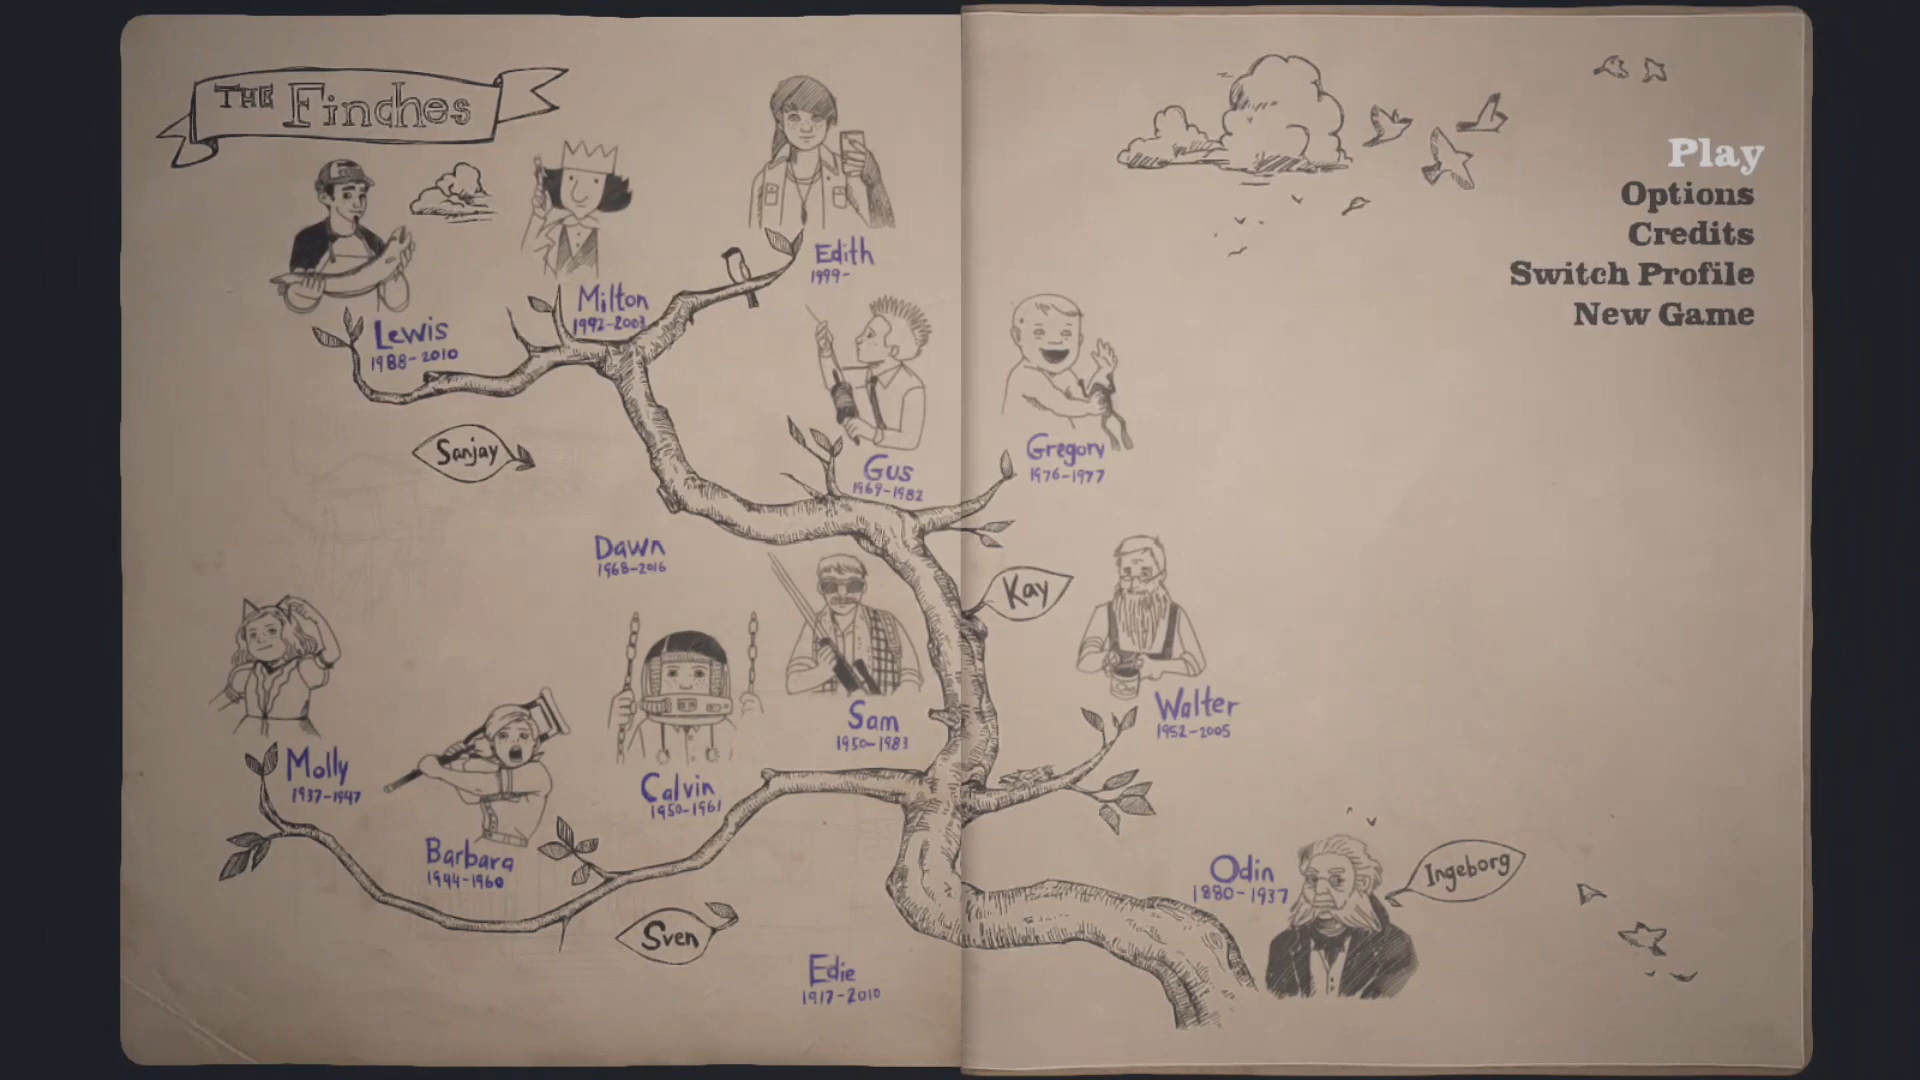 THE Finches
Play
Options
Credits
Switch Profile
New Game
Edith
1999-
Milton
1992-2003
Lewis
1988-2010
Sanjay
Gus
1969-1982
Gregory
1976-1977
Dawn
1968-2016
Kay
Sam
1950-1983
Walter
1952-2005
Molly
1937-1947
Calvin
1950-1961
Barbara
1944-1960
Sven
Odin
1880-1937
Ingeborg
Edie
1917-2010